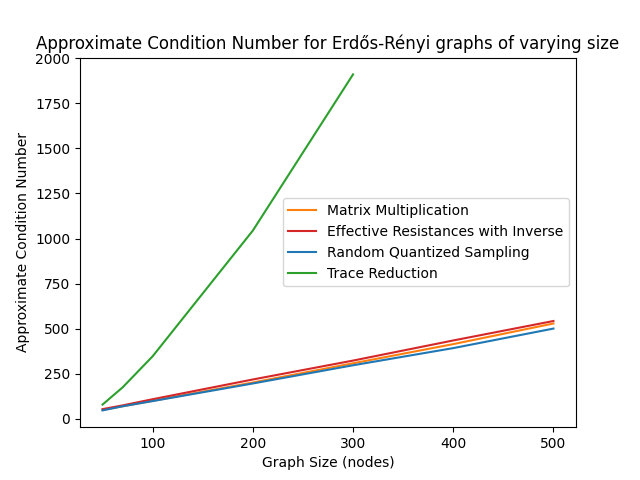 Approximate Condition Number for Erdős-Rényi graphs of varying size
2000
1750
1500
1250
1000
750
500
250
0
Approximate Condition Number
Matrix Multiplication
Effective Resistances with Inverse
Random Quantized Sampling
Trace Reduction
100 200 300 400 500
Graph Size (nodes)